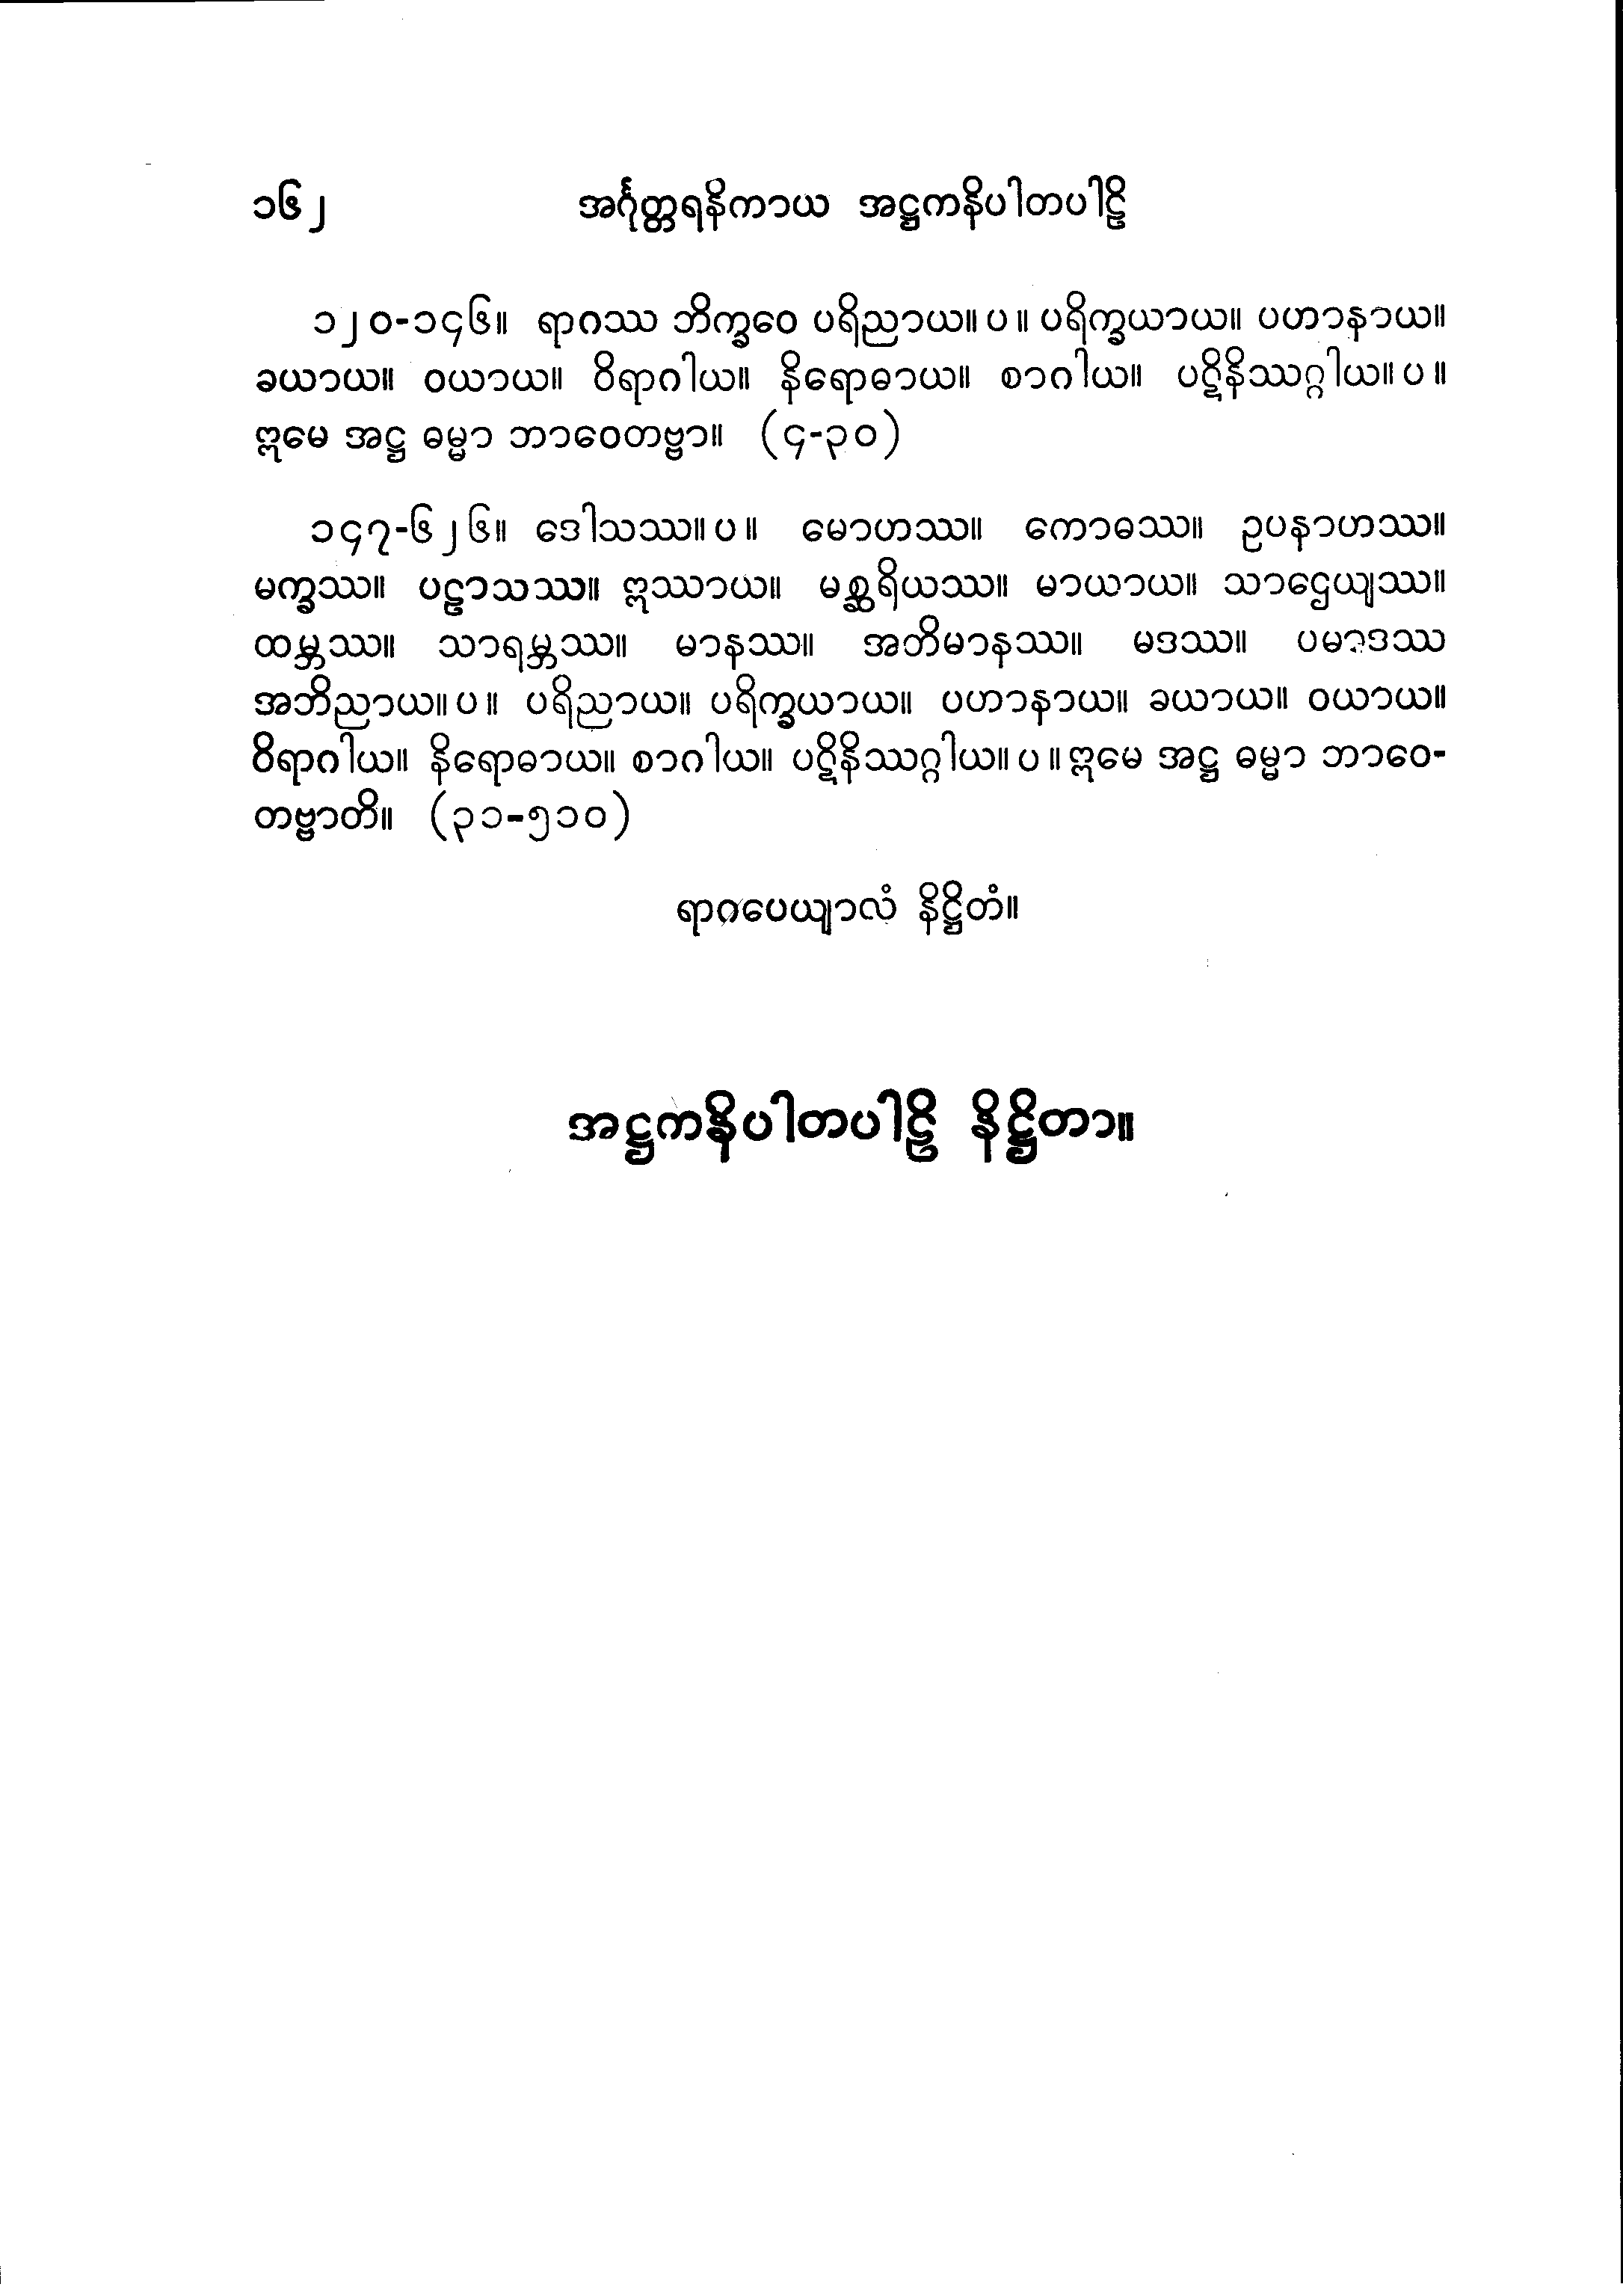 ၁၆၂ အင်္ဂုတ္တရနိကာယ အဋ္ဌကနိပါတပါဠိ
၁၂၀-၁၄၆။ ရာဂဿ ဘိက္ခဝေ ပရိညာယ။ပ။ ပရိက္ခယာယ။ ပဟာနာယ။
ခယာယ။ ဝယာယ။ ဝိရာဂါယ။ နိရောဓာယ။ စာဂါယ။ ပဋိနိဿဂ္ဂါယ။ပ။
ဣမေ အဋ္ဌ ဓမ္မာ ဘာဝေတဗ္ဗာ။ (၄-၃၀)
၁၄၇-၆၂၆။ ဒေါသဿ။ပ။ မောဟဿ။ ကောဓဿ။ ဥပနာဟဿ။
မက္ခဿ။ ပဠာသဿ။ ဣဿာယ။ မစ္ဆရိယဿ။ မာယာယ။ သာဌေယျဿ။
ထမ္ဘဿ။ သာရမ္ဘဿ။ မာနဿ။ အတိမာနဿ။ မဒဿ။ ပမာဒဿ
အဘိညာယ။ပ။ ပရိညာယ။ ပရိက္ခယာယ။ ပဟာနာယ။ ခယာယ။ ဝယာယ။
ဝိရာဂါယ။ နိရောဓာယ။ စာဂါယ။ ပဋိနိဿဂ္ဂါယ။ပ။ဣမေ အဋ္ဌ ဓမ္မာ ဘာဝေ-
တဗ္ဗာတိ။ (၃၁-၅၁၀)
ရာဂပေယျာလံ နိဋ္ဌိတံ။
အဋ္ဌကနိပါတပါဠိ နိဋ္ဌိတာ။